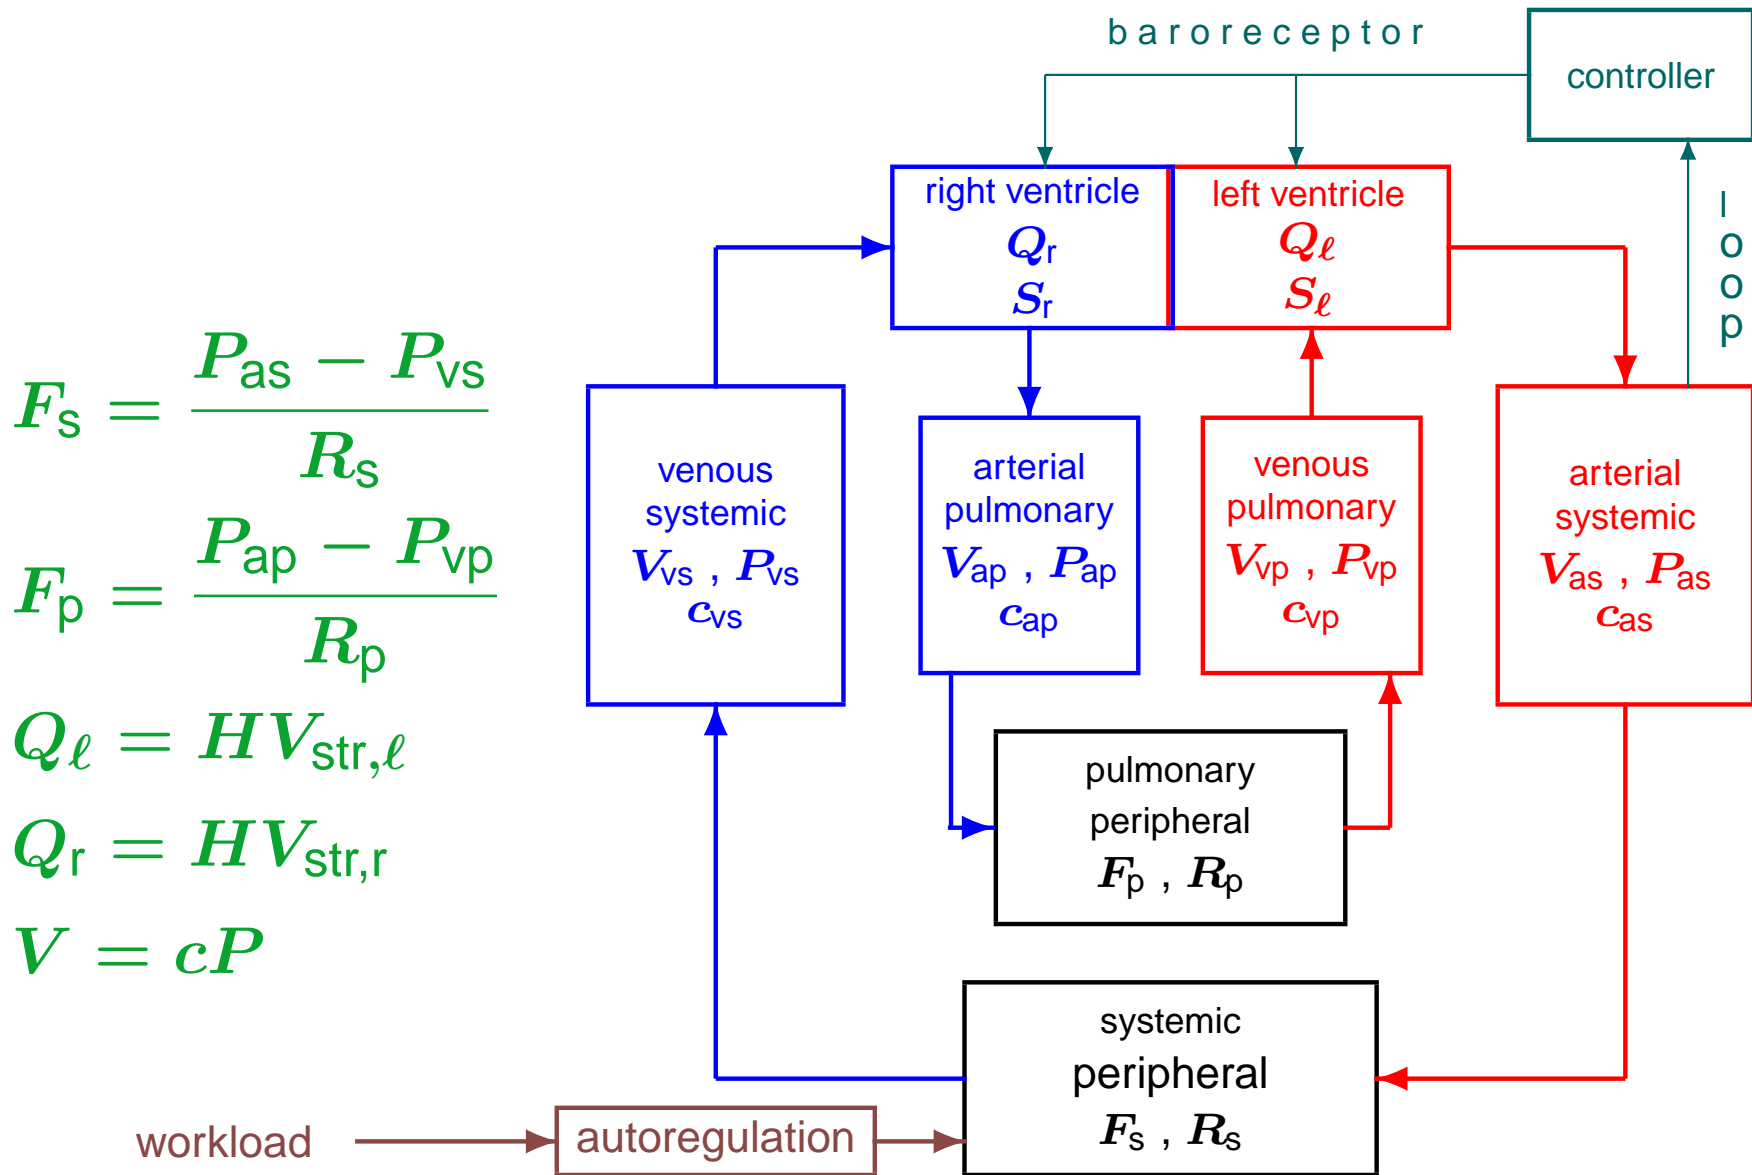 b a r o r e c e p t o r
controller
l
o
o
p
right ventricle
Qr
Sr
left ventricle
Qℓ
Sℓ
Fs = (Pas − Pvs) / Rs
Fp = (Pap − Pvp) / Rp
Qℓ = HVstr,ℓ
Qr = HVstr,r
V = cP
venous
systemic
Vvs , Pvs
cvs
arterial
pulmonary
Vap , Pap
cap
venous
pulmonary
Vvp , Pvp
cvp
arterial
systemic
Vas , Pas
cas
pulmonary
peripheral
Fp , Rp
systemic
peripheral
Fs , Rs
workload
autoregulation